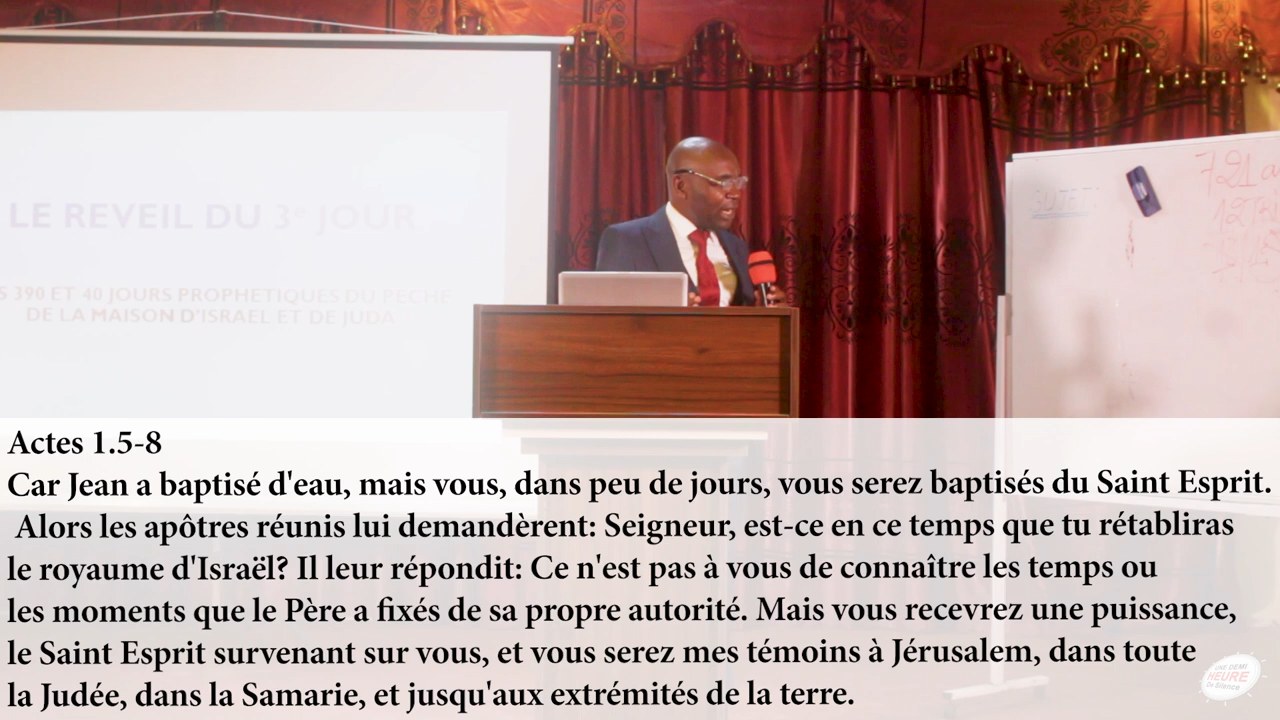 LE REVEIL DU 3e JOUR
390 ET 40 JOURS PROPHETIQUES DU PECHE
DE LA MAISON D'ISRAEL ET DE JUDA
SUJET:
721 a
Actes 1.5-8
Car Jean a baptisé d'eau, mais vous, dans peu de jours, vous serez baptisés du Saint Esprit.
Alors les apôtres réunis lui demandèrent: Seigneur, est-ce en ce temps que tu rétabliras
le royaume d'Israël? Il leur répondit: Ce n'est pas à vous de connaître les temps ou
les moments que le Père a fixés de sa propre autorité. Mais vous recevrez une puissance,
le Saint Esprit survenant sur vous, et vous serez mes témoins à Jérusalem, dans toute
la Judée, dans la Samarie, et jusqu'aux extrémités de la terre.
UNE DEMI
HEURE
De Silence